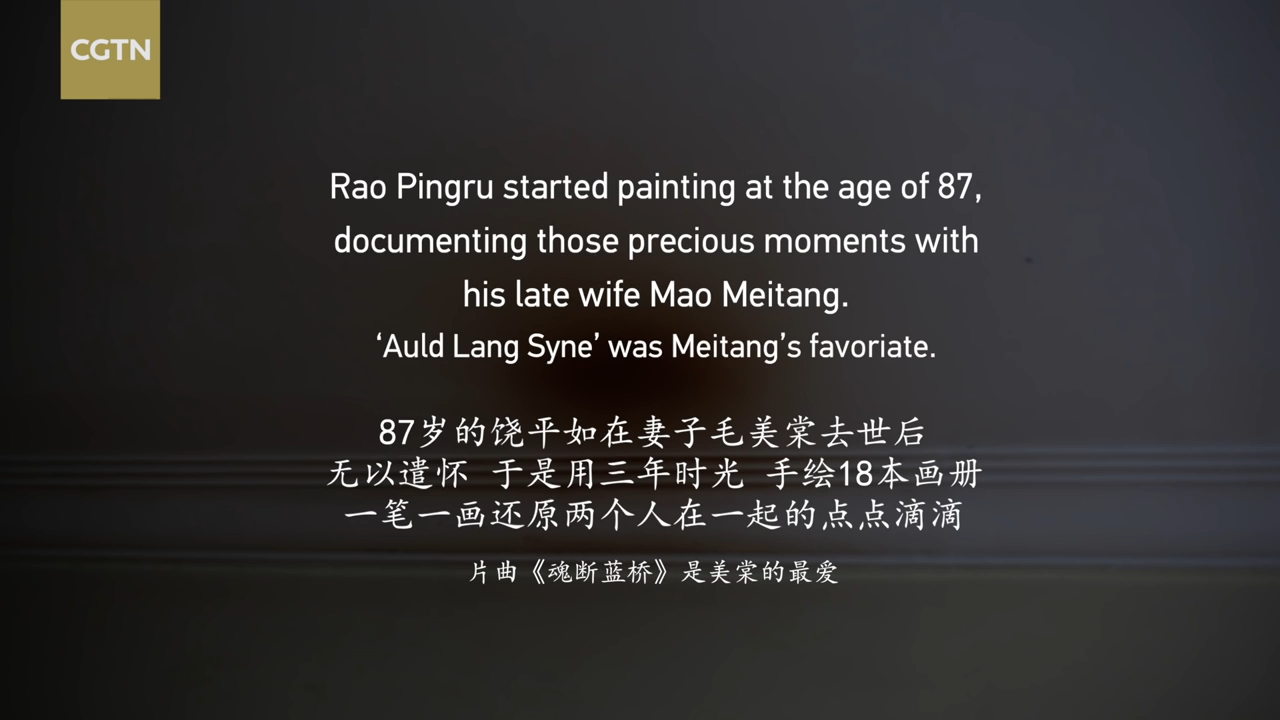 CGTN
Rao Pingru started painting at the age of 87,
documenting those precious moments with
his late wife Mao Meitang.
‘Auld Lang Syne’ was Meitang’s favoriate.
87岁的饶平如在妻子毛美棠去世后
无以遣怀 于是用三年时光 手绘18本画册
一笔一画还原两个人在一起的点点滴滴
片曲《魂断蓝桥》是美棠的最爱